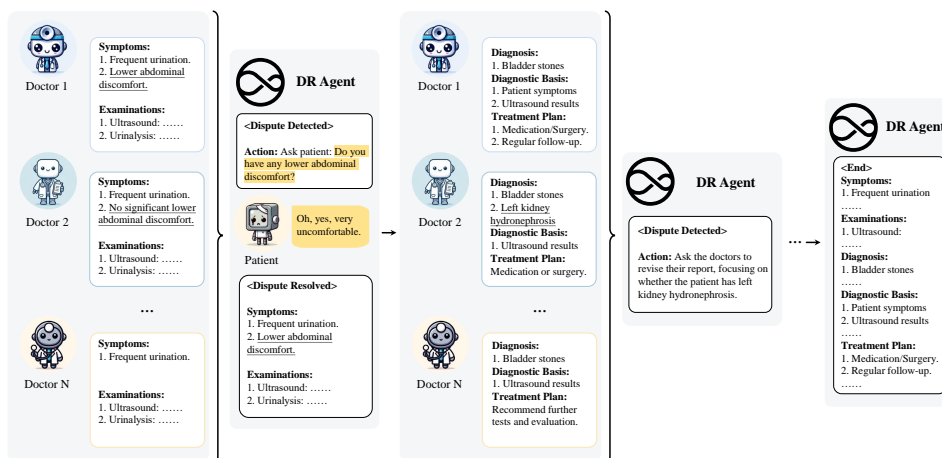 Doctor 1
Symptoms:
1. Frequent urination.
2. Lower abdominal
discomfort.
Examinations:
1. Ultrasound: ……
2. Urinalysis: ……
Doctor 2
Symptoms:
1. Frequent urination.
2. No significant lower
abdominal discomfort.
Examinations:
1. Ultrasound: ……
2. Urinalysis: ……
...
Doctor N
Symptoms:
1. Frequent urination.
Examinations:
1. Ultrasound: ……
2. Urinalysis: ……
DR Agent
<Dispute Detected>
Action: Ask patient: Do you
have any lower abdominal
discomfort?
Patient
Oh, yes, very
uncomfortable.
<Dispute Resolved>
Symptoms:
1. Frequent urination.
2. Lower abdominal
discomfort.
Examinations:
1. Ultrasound: ……
2. Urinalysis: ……
Doctor 1
Diagnosis:
1. Bladder stones
Diagnostic Basis:
1. Patient symptoms
2. Ultrasound results
Treatment Plan:
1. Medication/Surgery.
2. Regular follow-up.
Doctor 2
Diagnosis:
1. Bladder stones
2. Left kidney
hydronephrosis
Diagnostic Basis:
1. Ultrasound results
Treatment Plan:
Medication or surgery.
...
Doctor N
Diagnosis:
1. Bladder stones
Diagnostic Basis:
1. Ultrasound results
Treatment Plan:
Recommend further
tests and evaluation.
DR Agent
<Dispute Detected>
Action: Ask the doctors to
revise their report, focusing on
whether the patient has left
kidney hydronephrosis.
...
DR Agent
<End>
Symptoms:
1. Frequent urination
……
Examinations:
1. Ultrasound:
……
Diagnosis:
1. Bladder stones
……
Diagnostic Basis:
1. Patient symptoms
2. Ultrasound results
……
Treatment Plan:
1. Medication/Surgery.
2. Regular follow-up.
……